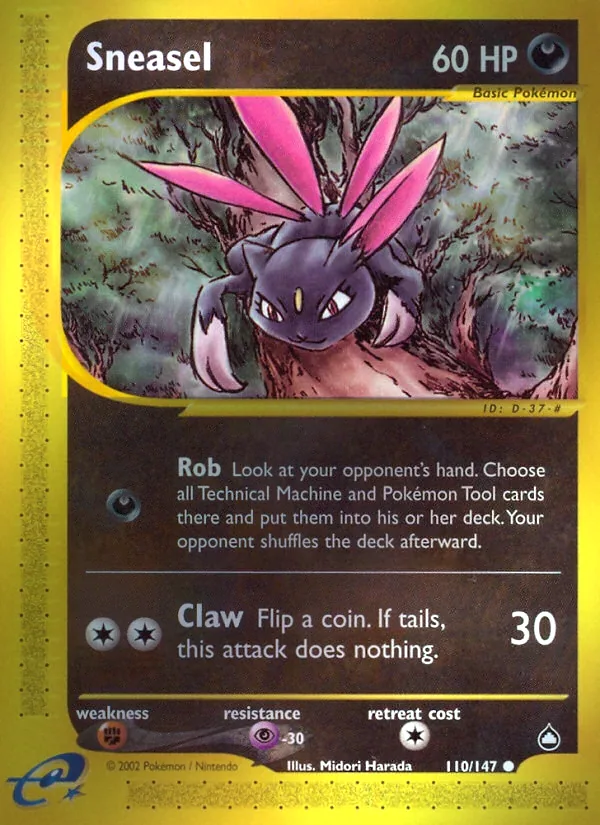 Sneasel 60 HP
Basic Pokémon
ID: D-37-#
Rob Look at your opponent's hand. Choose
all Technical Machine and Pokémon Tool cards
there and put them into his or her deck. Your
opponent shuffles the deck afterward.
Claw Flip a coin. If tails, 30
this attack does nothing.
weakness resistance retreat cost
-30
© 2002 Pokémon / Nintendo Illus. Midori Harada 110/147
e